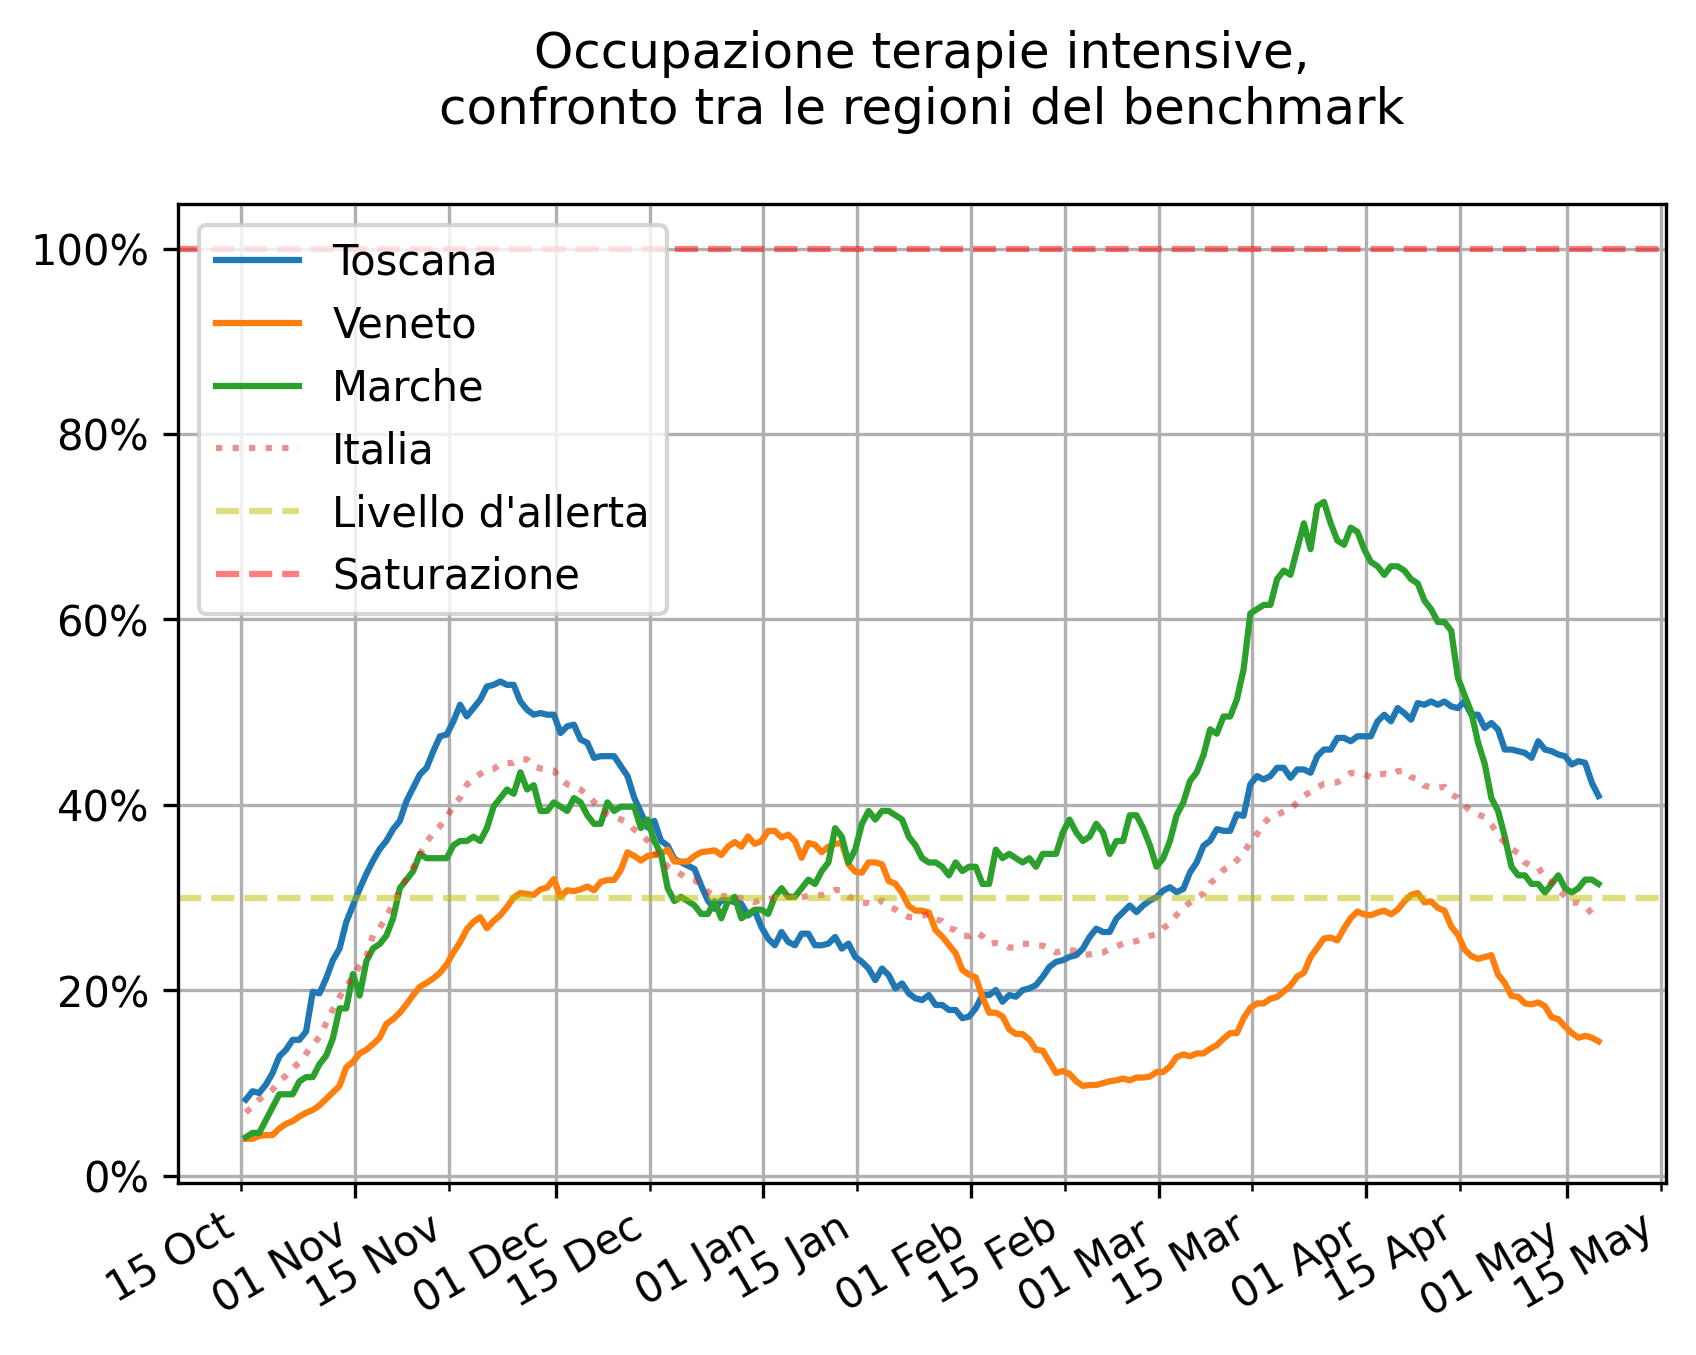 Occupazione terapie intensive,
confronto tra le regioni del benchmark
100%
80%
60%
40%
20%
0%
Toscana
Veneto
Marche
Italia
Livello d'allerta
Saturazione
15 Oct
01 Nov
15 Nov
01 Dec
15 Dec
01 Jan
15 Jan
01 Feb
15 Feb
01 Mar
15 Mar
01 Apr
15 Apr
01 May
15 May